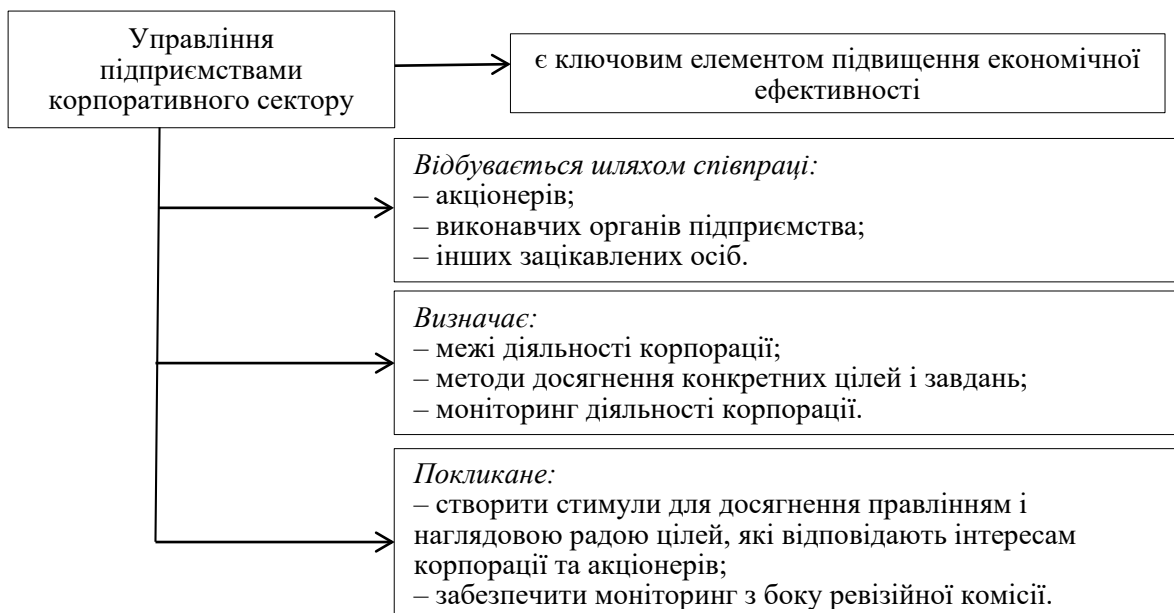 Управління
підприємствами
корпоративного сектору
є ключовим елементом підвищення економічної
ефективності
Відбувається шляхом співпраці:
– акціонерів;
– виконавчих органів підприємства;
– інших зацікавлених осіб.
Визначає:
– межі діяльності корпорації;
– методи досягнення конкретних цілей і завдань;
– моніторинг діяльності корпорації.
Покликане:
– створити стимули для досягнення правлінням і
наглядовою радою цілей, які відповідають інтересам
корпорації та акціонерів;
– забезпечити моніторинг з боку ревізійної комісії.